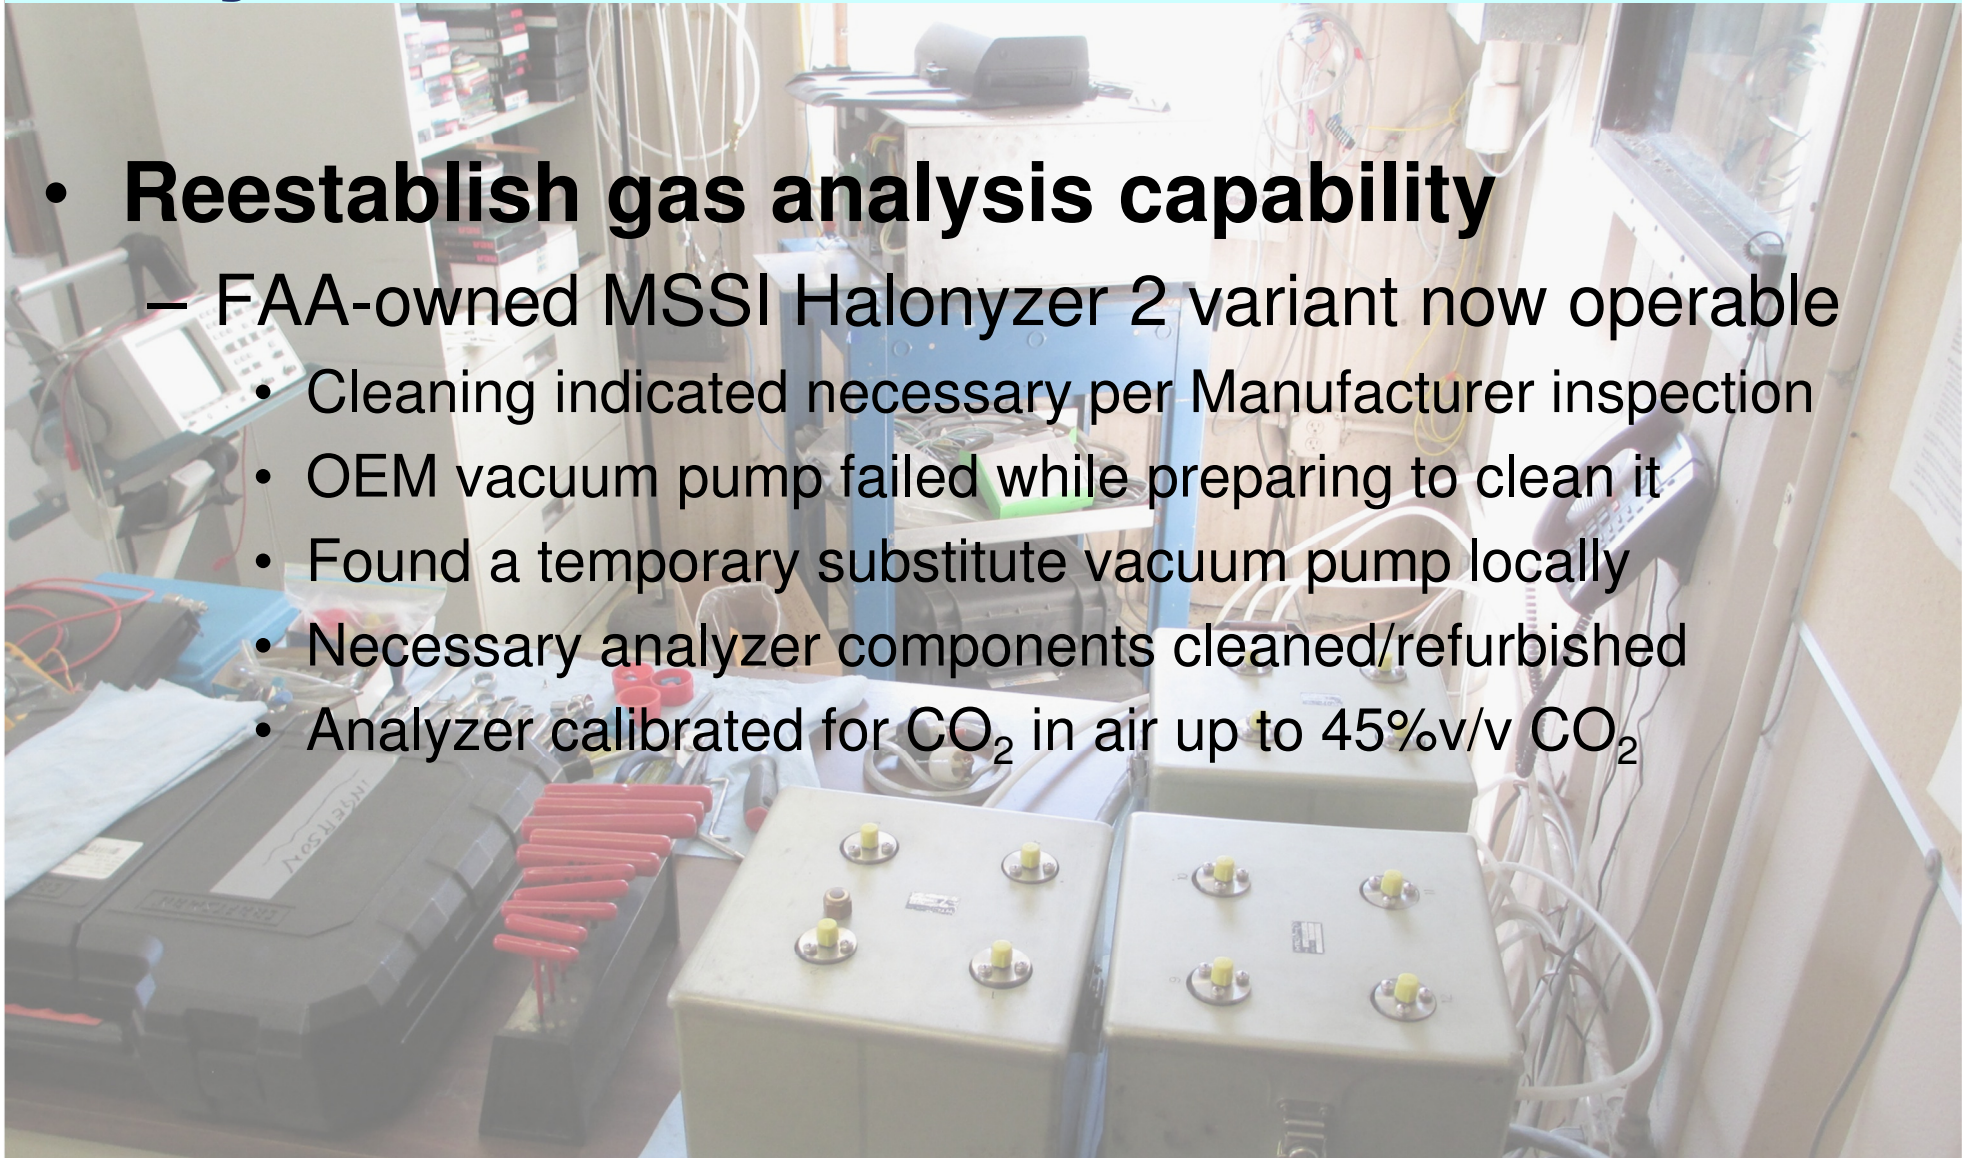 • Reestablish gas analysis capability
– FAA-owned MSSI Halonyzer 2 variant now operable
• Cleaning indicated necessary per Manufacturer inspection
• OEM vacuum pump failed while preparing to clean it
• Found a temporary substitute vacuum pump locally
• Necessary analyzer components cleaned/refurbished
• Analyzer calibrated for CO₂ in air up to 45%v/v CO₂
INGERSON
CRAFTSMAN